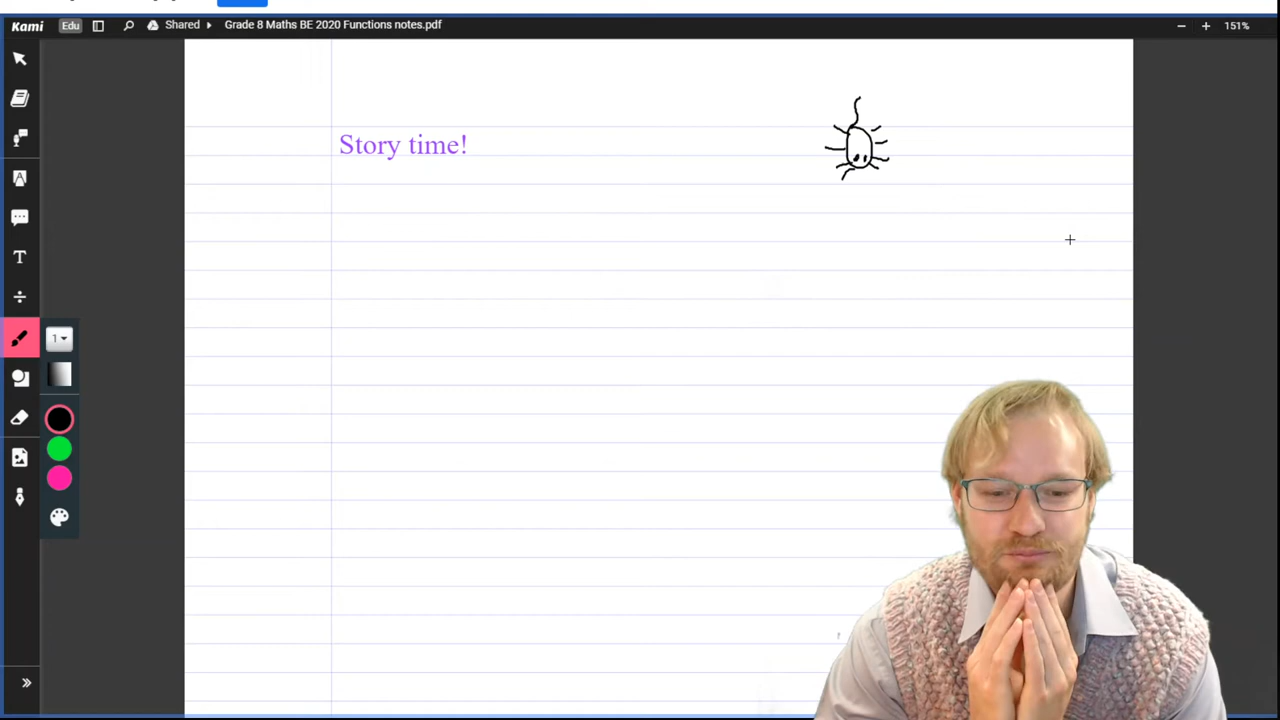 Kami Edu Shared Grade 8 Maths BE 2020 Functions notes.pdf 151%
Story time!
T
1